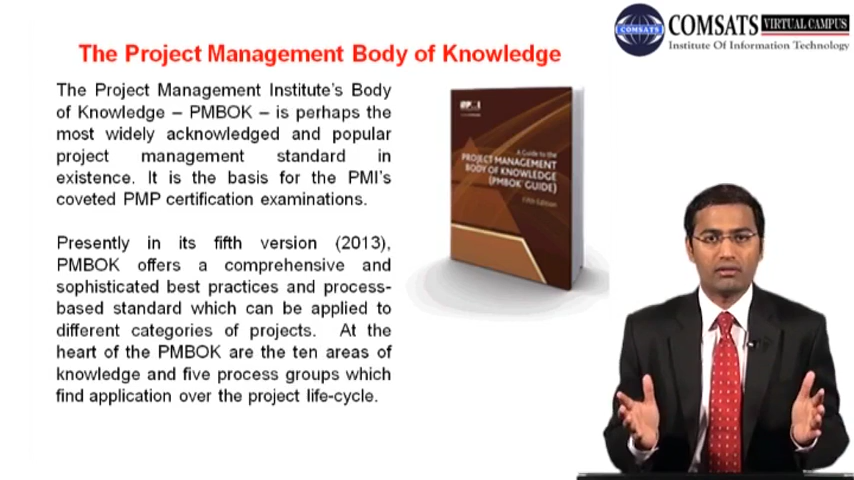 COMSATS VIRTUAL CAMPUS
Institute Of Information Technology
COMSATS
The Project Management Body of Knowledge
The Project Management Institute's Body
of Knowledge – PMBOK – is perhaps the
most widely acknowledged and popular
project management standard in
existence. It is the basis for the PMI's
coveted PMP certification examinations.
Presently in its fifth version (2013),
PMBOK offers a comprehensive and
sophisticated best practices and process-
based standard which can be applied to
different categories of projects. At the
heart of the PMBOK are the ten areas of
knowledge and five process groups which
find application over the project life-cycle.
PMI
A Guide to the
PROJECT MANAGEMENT
BODY OF KNOWLEDGE
(PMBOK GUIDE)
Fifth Edition